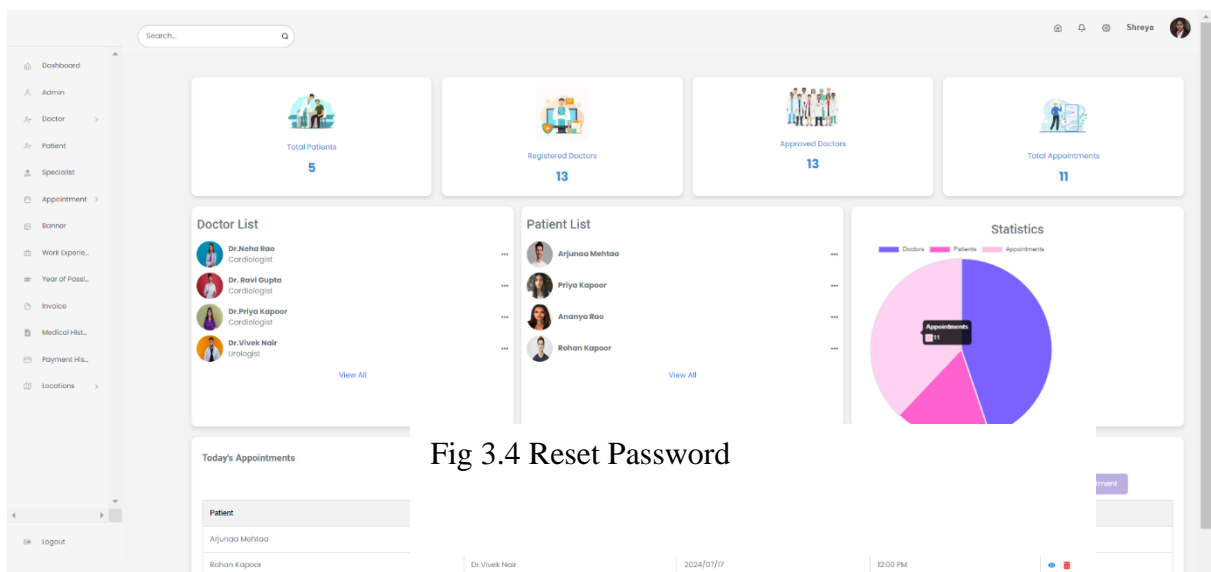 Search...
Shreya
Dashboard
Admin
Doctor >
Patient
Specialist
Appointment >
Banner
Work Experie...
Year of Passi...
Invoice
Medical Hist...
Payment His...
Locations >
Logout
Total Patients
5
Registered Doctors
13
Approved Doctors
13
Total Appointments
11
Doctor List
Dr.Neha Rao
Cardiologist
Dr. Ravi Gupta
Cardiologist
Dr.Priya Kapoor
Cardiologist
Dr.Vivek Nair
Urologist
View All
Patient List
Arjunaa Mehtaa
Priya Kapoor
Ananya Rao
Rohan Kapoor
View All
Statistics
Doctors Patients Appointments
Appointments
11
Fig 3.4 Reset Password
Today's Appointments
tment
Patient
Arjunaa Mehtaa
Rohan Kapoor Dr.Vivek Nair 2024/07/17 12:00 PM